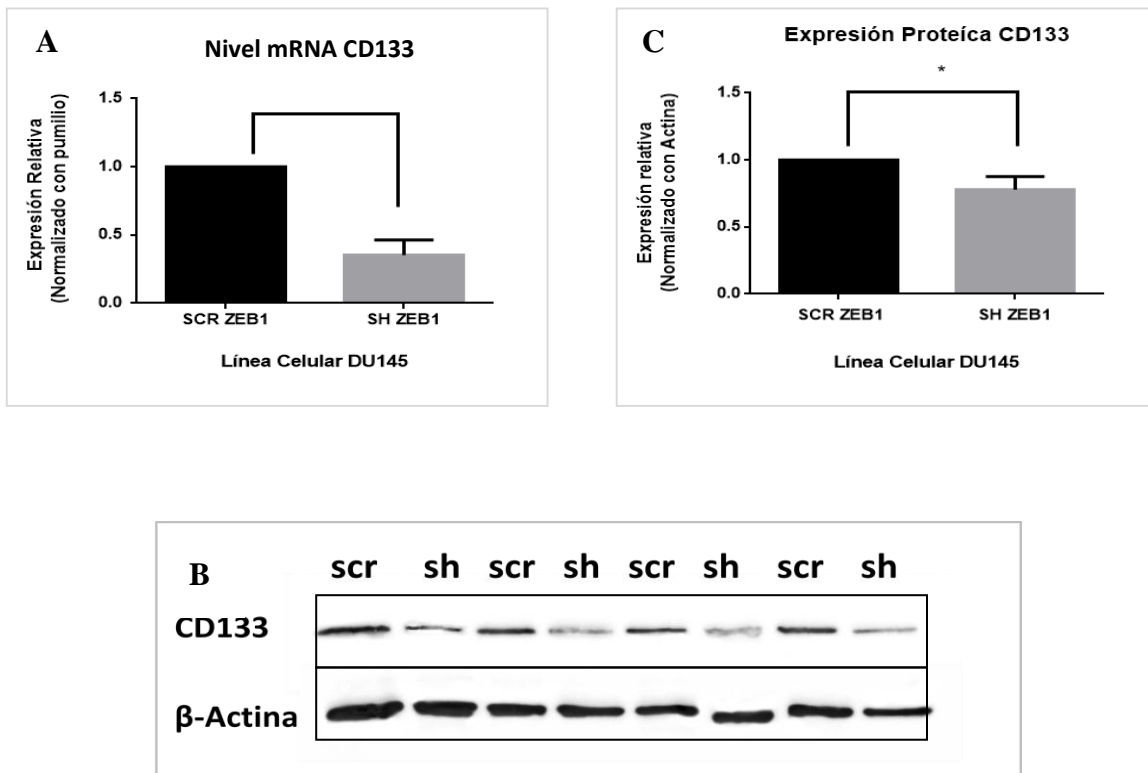 A
Nivel mRNA CD133
Expresión Relativa
(Normalizado con pumilio)
1.5
1.0
0.5
0.0
SCR ZEB1 SH ZEB1
Línea Celular DU145
C
Expresión Proteíca CD133
*
Expresión relativa
(Normalizado con Actina)
1.5
1.0
0.5
0.0
SCR ZEB1 SH ZEB1
Línea Celular DU145
B
scr sh scr sh scr sh scr sh
CD133
β-Actina